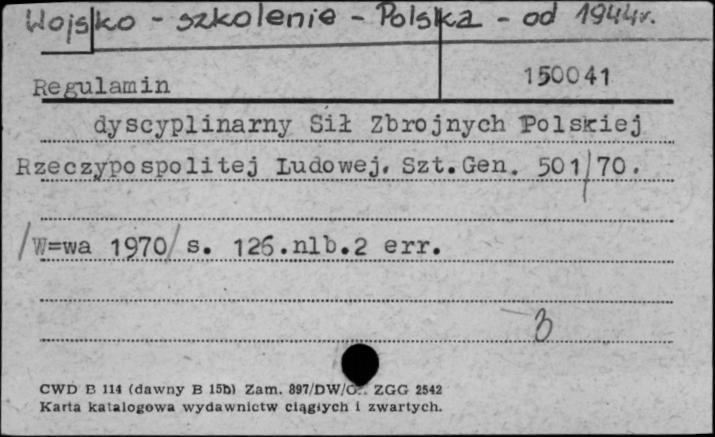 Wojsko - szkolenie - Polska - od 1944r.
150041
Regulamin
dyscyplinarny Sił Zbrojnych Polskiej
Rzeczypospolitej Ludowej. Szt.Gen. 501/70.
/W=wa 1970/ s. 126.nlb.2 err.
3
CWD B 114 (dawny B 15b) Zam. 897/DW/ ZGG 2542
Karta katalogowa wydawnictw ciągłych i zwartych.